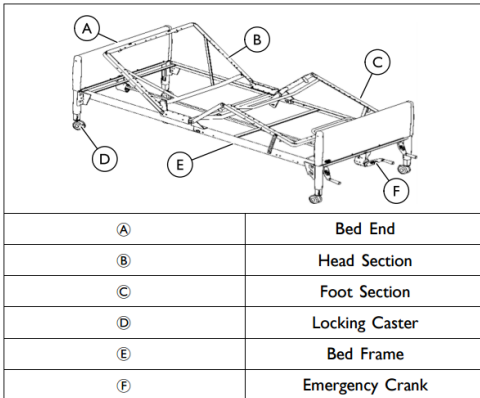 A
B
C
D
E
F
Ⓐ Bed End
Ⓑ Head Section
Ⓒ Foot Section
Ⓓ Locking Caster
Ⓔ Bed Frame
Ⓕ Emergency Crank